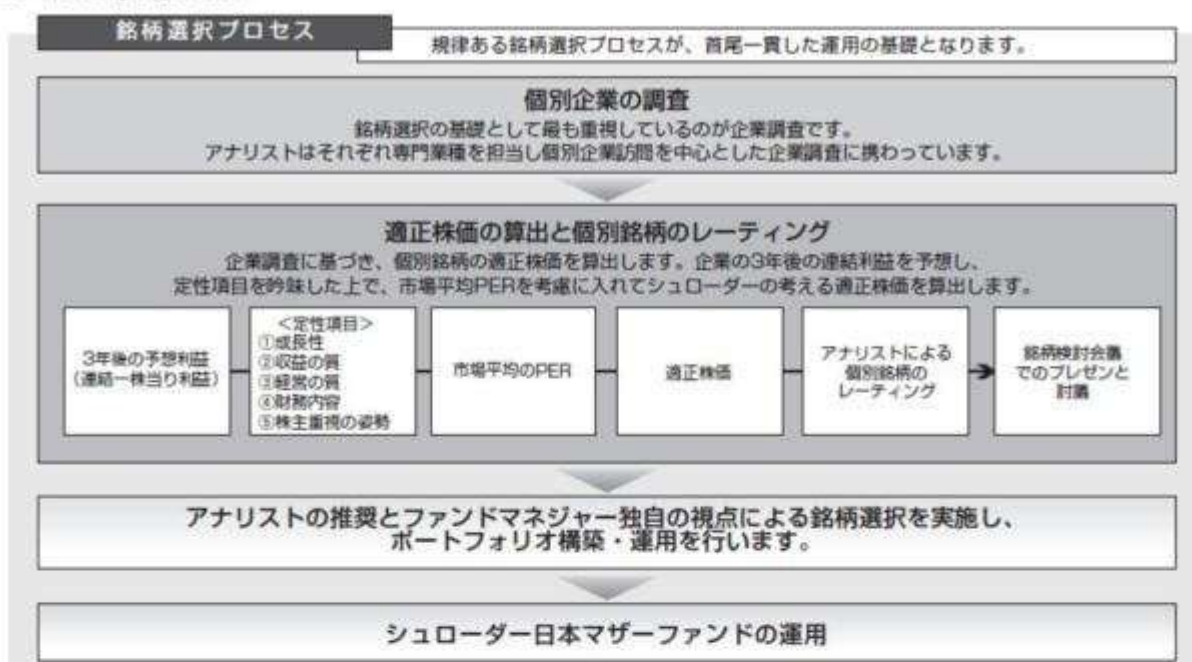 銘柄選択プロセス
規律ある銘柄選択プロセスが、首尾一貫した運用の基礎となります。
個別企業の調査
銘柄選択の基礎として最も重視しているのが企業調査です。
アナリストはそれぞれ専門業種を担当し個別企業訪問を中心とした企業調査に携わっています。
適正株価の算出と個別銘柄のレーティング
企業調査に基づき、個別銘柄の適正株価を算出します。企業の3年後の連結利益を予想し、
定性項目を吟味した上で、市場平均PERを考慮に入れてシュローダーの考える適正株価を算出します。
3年後の予想利益
(連結一株当り利益)
<定性項目>
①成長性
②収益の質
③経営の質
④財務内容
⑤株主重視の姿勢
市場平均のPER
適正株価
アナリストによる
個別銘柄の
レーティング
銘柄検討会議
でのプレゼンと
討議
アナリストの推奨とファンドマネジャー独自の視点による銘柄選択を実施し、
ポートフォリオ構築・運用を行います。
シュローダー日本マザーファンドの運用